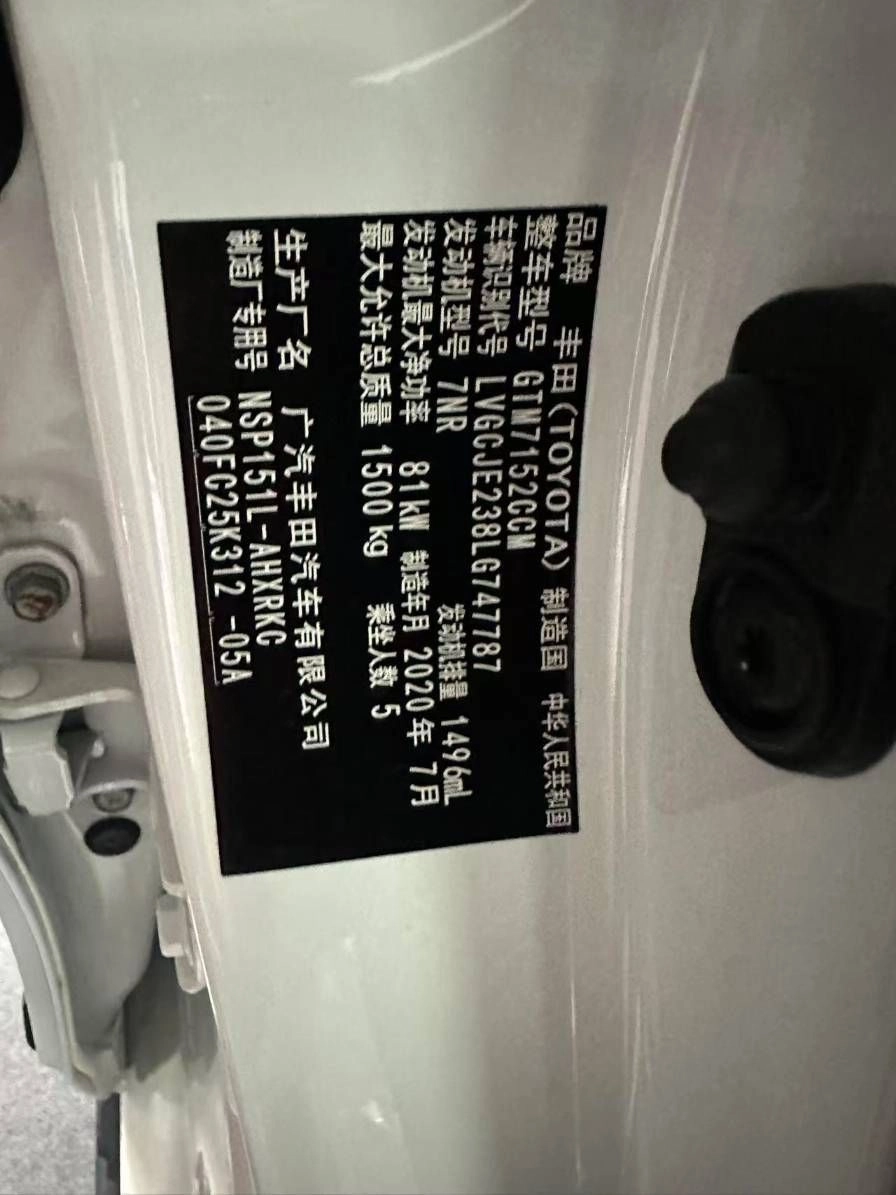 品牌 丰田(TOYOTA) 制造国 中华人民共和国
整车型号 GTM7152CCM
车辆识别代号 LVGCJE238LG747787
发动机型号 7NR 发动机排量 1496mL
发动机最大净功率 81kW 制造年月 2020年 7月
最大允许总质量 1500kg 乘坐人数 5
生产厂名 广汽丰田汽车有限公司
制造厂专用号 NSP151L-AHXRKC
040FC25K312 -05A